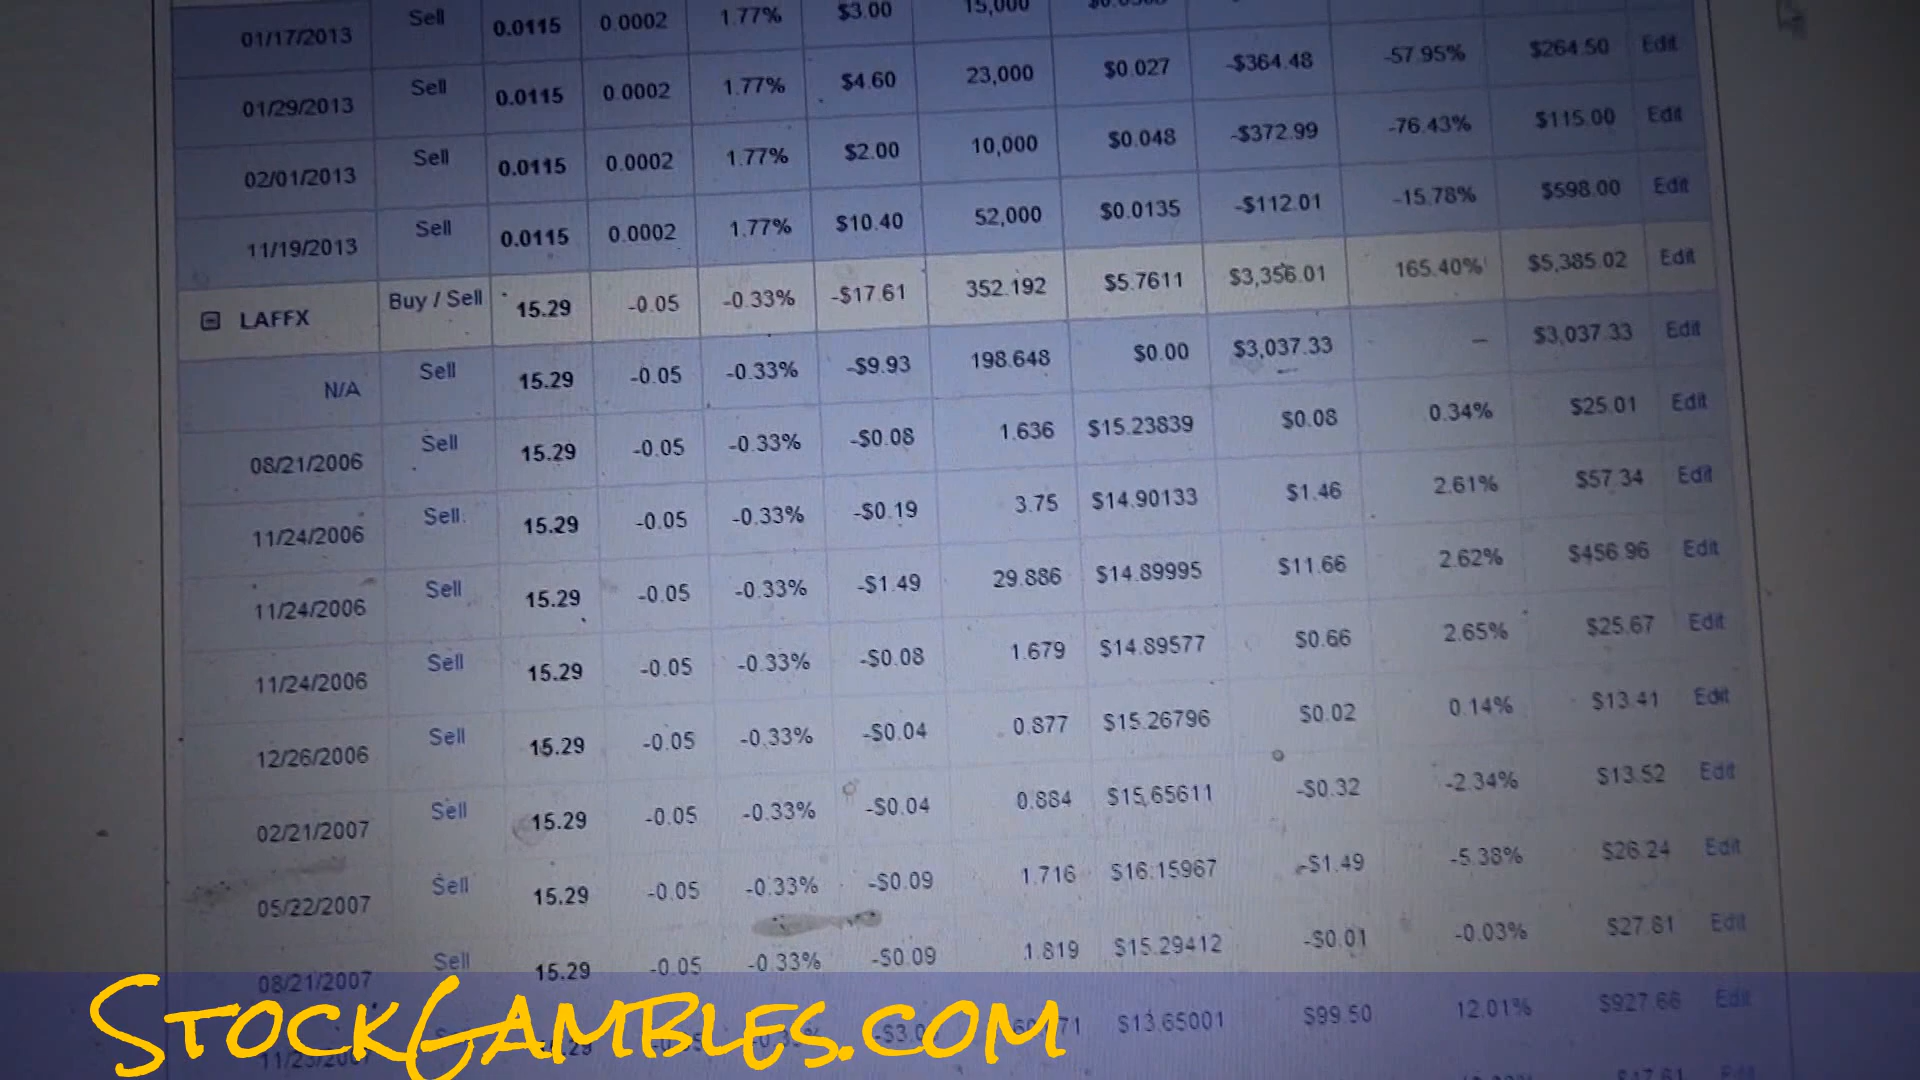 01/17/2013 Sell 0.0115 0.0002 1.77% $3.00 15,000
01/29/2013 Sell 0.0115 0.0002 1.77% $4.60 23,000 $0.027 -$364.48 -57.95% $264.50 Edit
02/01/2013 Sell 0.0115 0.0002 1.77% $2.00 10,000 $0.048 -$372.99 -76.43% $115.00 Edit
11/19/2013 Sell 0.0115 0.0002 1.77% $10.40 52,000 $0.0135 -$112.01 -15.78% $598.00 Edit
LAFFX Buy / Sell 15.29 -0.05 -0.33% -$17.61 352.192 $5.7611 $3,356.01 165.40% $5,385.02 Edit
N/A Sell 15.29 -0.05 -0.33% -$9.93 198.648 $0.00 $3,037.33 – $3,037.33 Edit
08/21/2006 Sell 15.29 -0.05 -0.33% -$0.08 1.636 $15.23839 $0.08 0.34% $25.01 Edit
11/24/2006 Sell 15.29 -0.05 -0.33% -$0.19 3.75 $14.90133 $1.46 2.61% $57.34 Edit
11/24/2006 Sell 15.29 -0.05 -0.33% -$1.49 29.886 $14.89995 $11.66 2.62% $456.96 Edit
11/24/2006 Sell 15.29 -0.05 -0.33% -$0.08 1.679 $14.89577 $0.66 2.65% $25.67 Edit
12/26/2006 Sell 15.29 -0.05 -0.33% -$0.04 0.877 $15.26796 $0.02 0.14% $13.41 Edit
02/21/2007 Sell 15.29 -0.05 -0.33% -$0.04 0.884 $15.65611 -$0.32 -2.34% $13.52 Edit
05/22/2007 Sell 15.29 -0.05 -0.33% -$0.09 1.716 $16.15967 -$1.49 -5.38% $26.24 Edit
08/21/2007 Sell 15.29 -0.05 -0.33% -$0.09 1.819 $15.29412 -$0.01 -0.03% $27.81 Edit
$13.65001 $99.50 12.01% $927.66 Edit
StockGambles.com